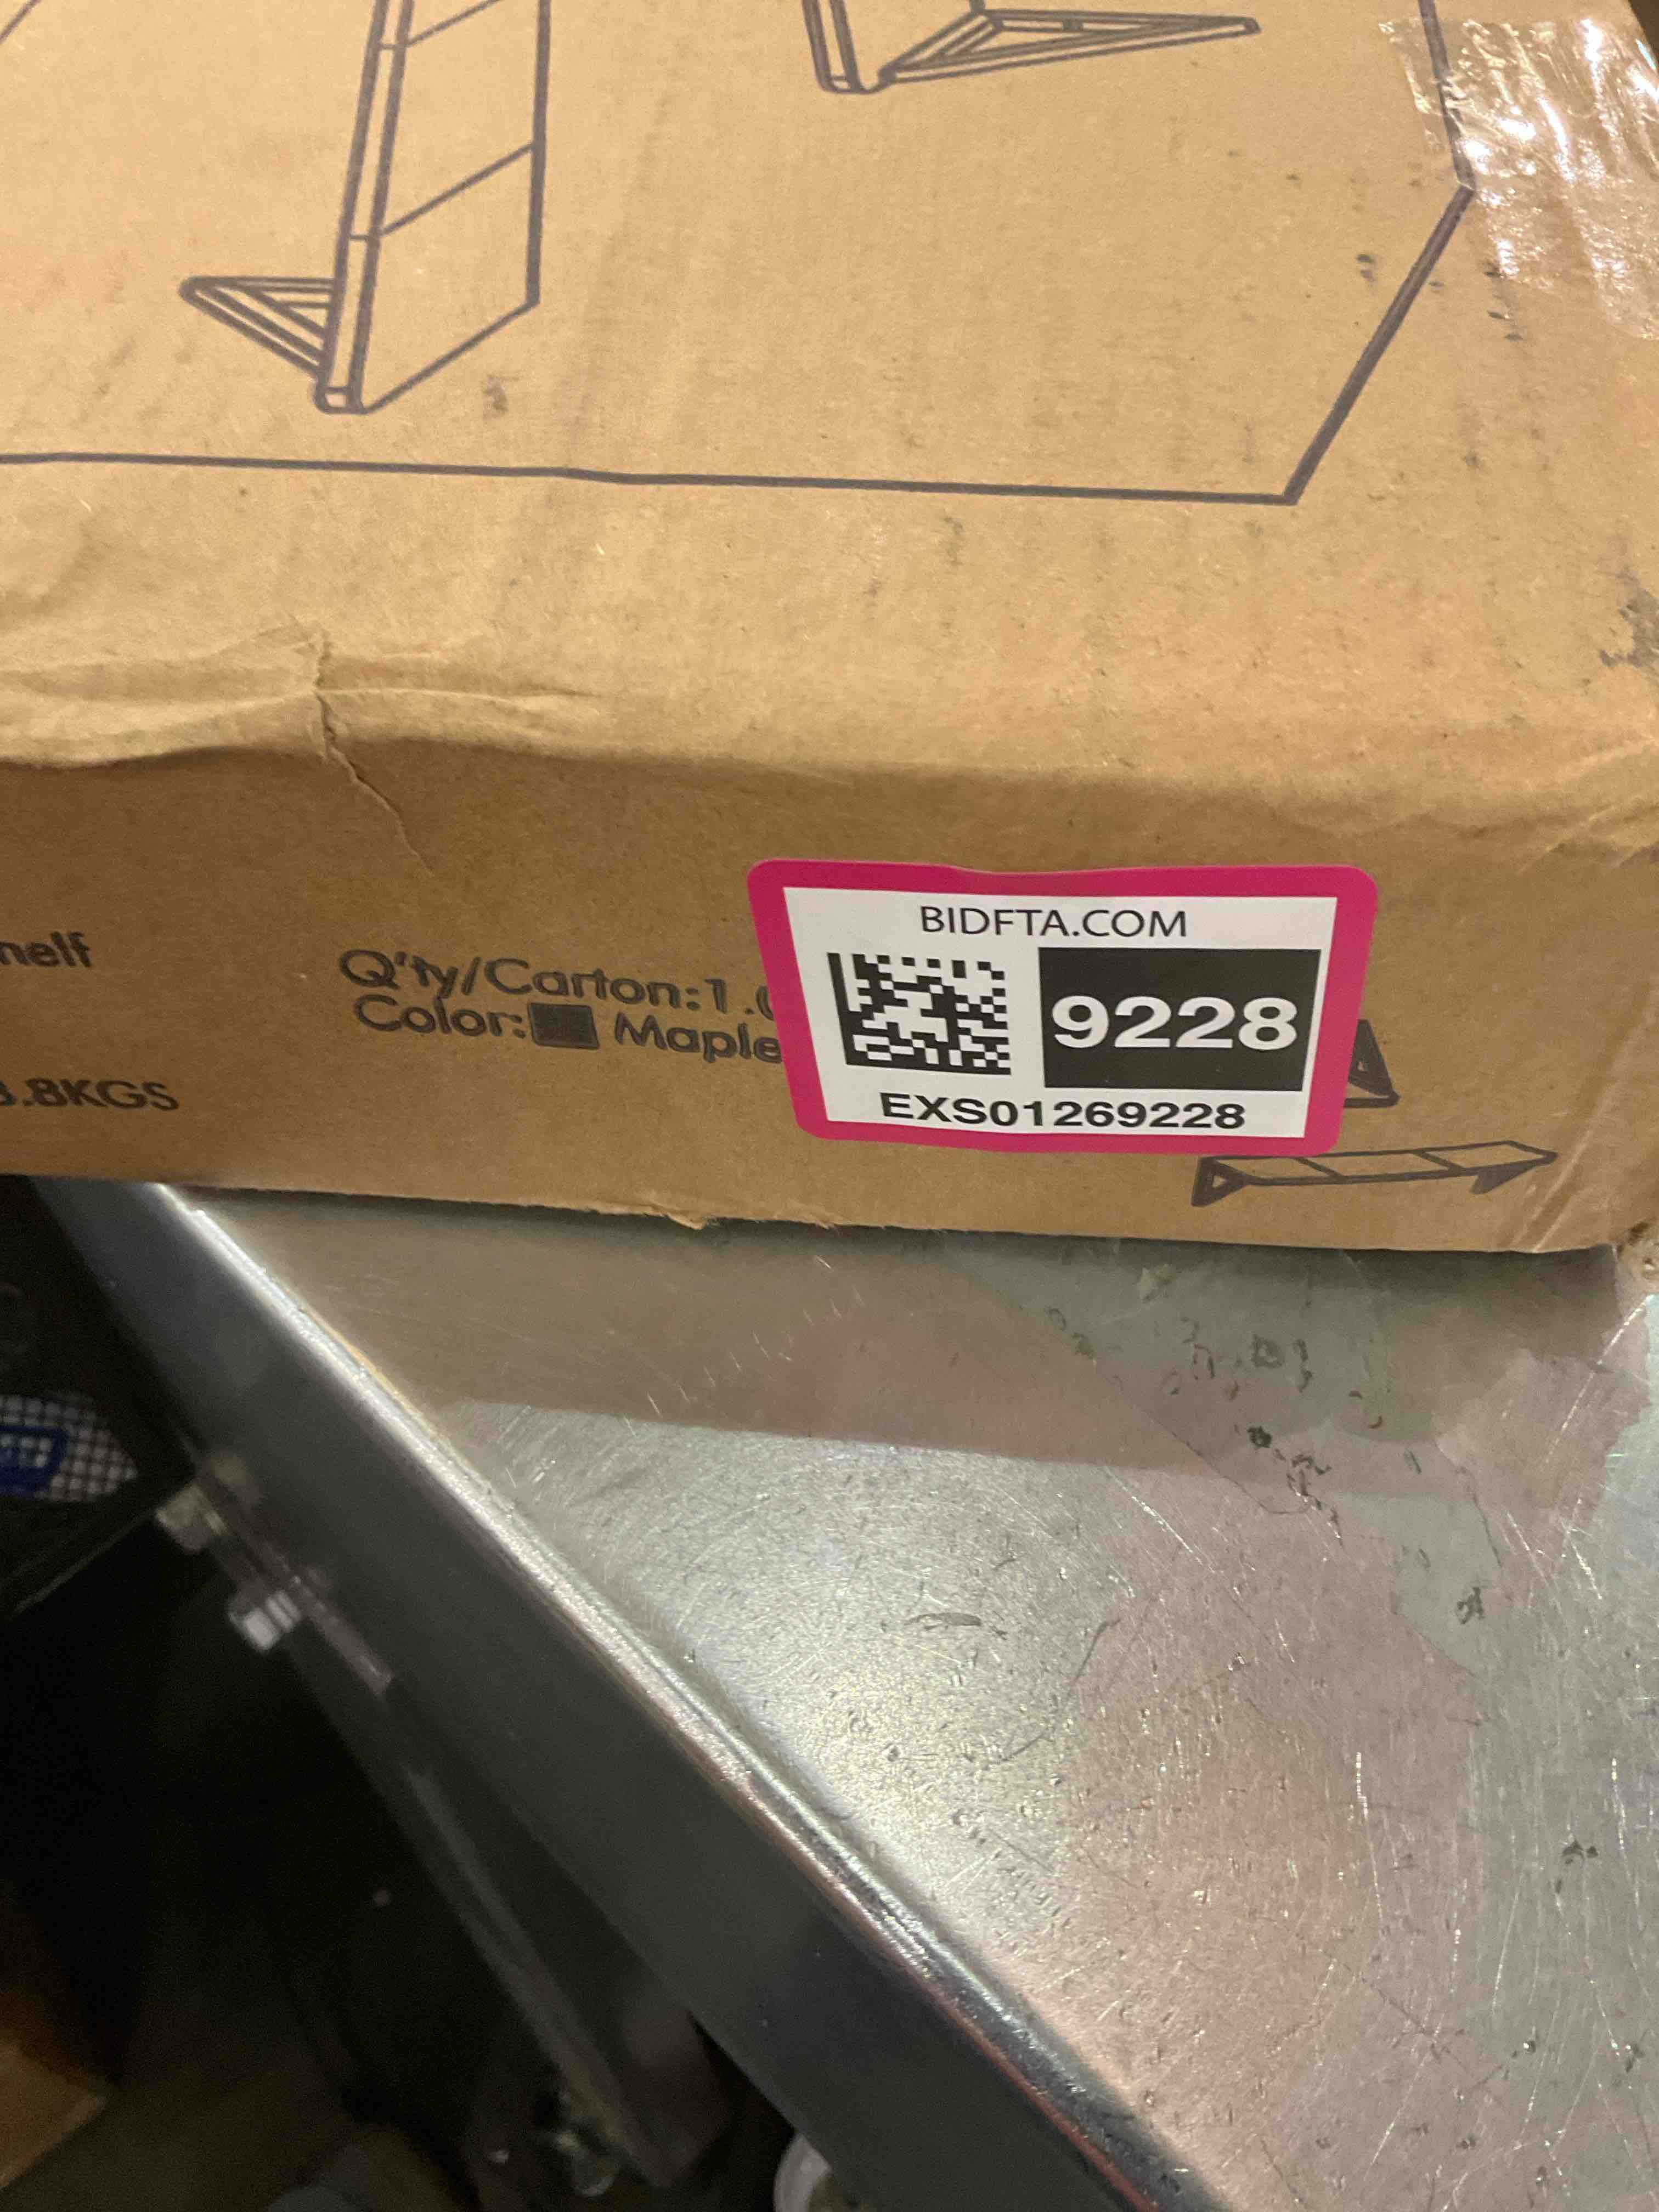 Q'ty/Carton:1.
Color: Maple
BIDFTA.COM
9228
EXS01269228